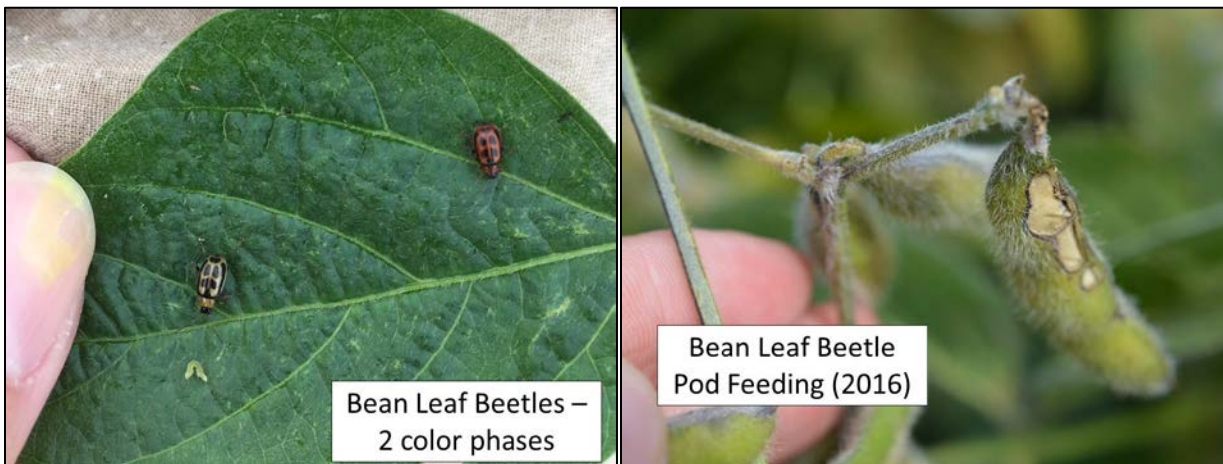 Bean Leaf Beetles –
2 color phases
Bean Leaf Beetle
Pod Feeding (2016)